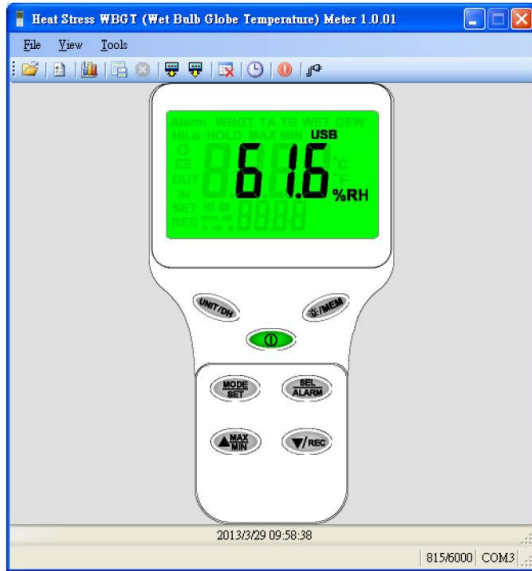 Heat Stress WBGT (Wet Bulb Globe Temperature) Meter 1.0.01
File View Tools
Alarm WBGT TA TG WET DEW
HiLo HOLD MAX MIN USB
61.6 %RH
°C
°F
OUT
IN
SET
REC
UNIT/DH
/MEM
MODE SEL
SET ALARM
▲MAX ▼/REC
MIN
2013/3/29 09:58:38
815/6000 COM3